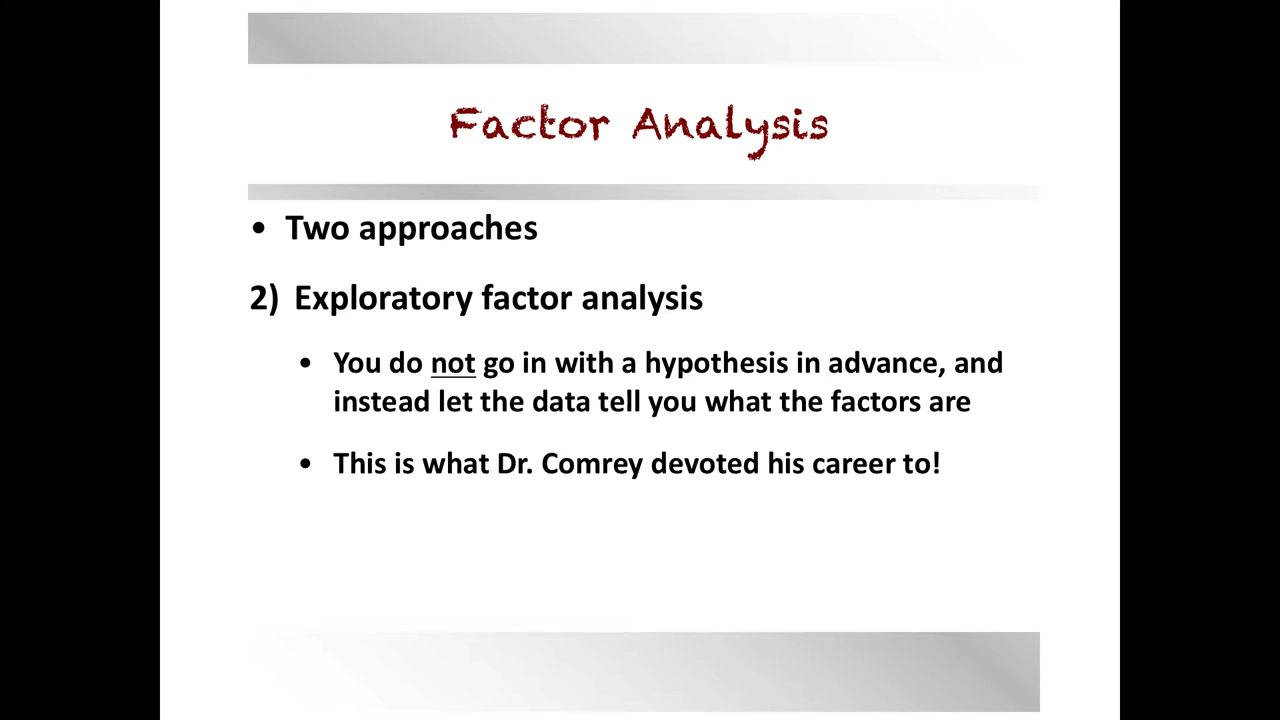 Factor Analysis
• Two approaches
2) Exploratory factor analysis
• You do not go in with a hypothesis in advance, and
instead let the data tell you what the factors are
• This is what Dr. Comrey devoted his career to!